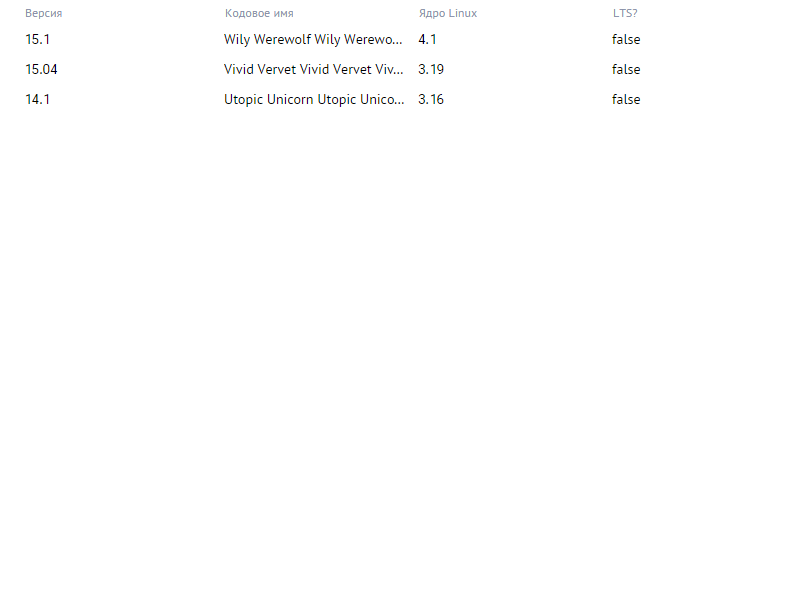 Версия Кодовое имя Ядро Linux LTS?
15.1 Wily Werewolf Wily Werewo... 4.1 false
15.04 Vivid Vervet Vivid Vervet Viv... 3.19 false
14.1 Utopic Unicorn Utopic Unico... 3.16 false